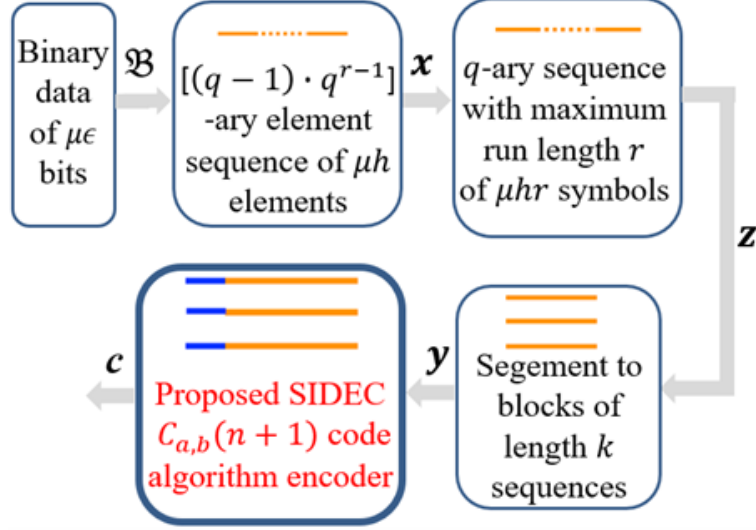 Binary
data
of μϵ
bits
𝔅
[(q − 1) · q^{r−1}]
-ary element
sequence of μh
elements
x
q-ary sequence
with maximum
run length r
of μhr symbols
z
Segement to
blocks of
length k
sequences
y
Proposed SIDEC
C_{a,b}(n + 1) code
algorithm encoder
c